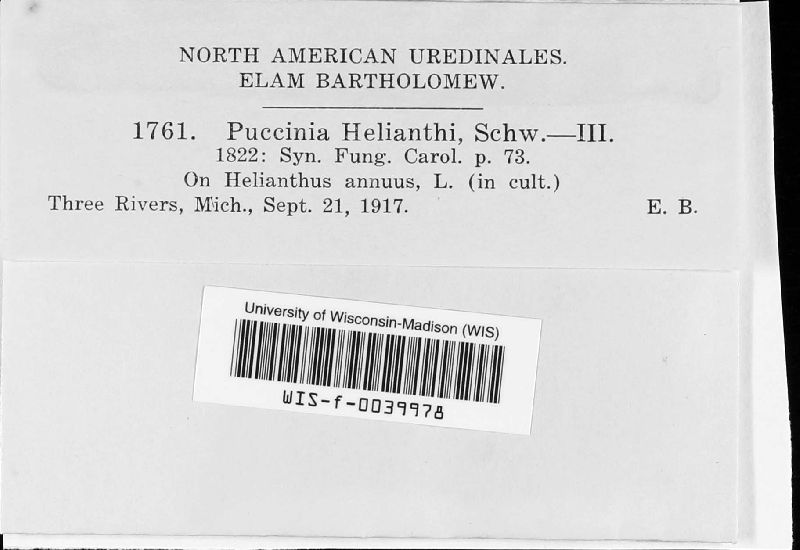 NORTH AMERICAN UREDINALES.
ELAM BARTHOLOMEW.
1761. Puccinia Helianthi, Schw.—III.
1822: Syn. Fung. Carol. p. 73.
On Helianthus annuus, L. (in cult.)
Three Rivers, Mich., Sept. 21, 1917. E. B.
University of Wisconsin-Madison (WIS)
WIS-f-0039978